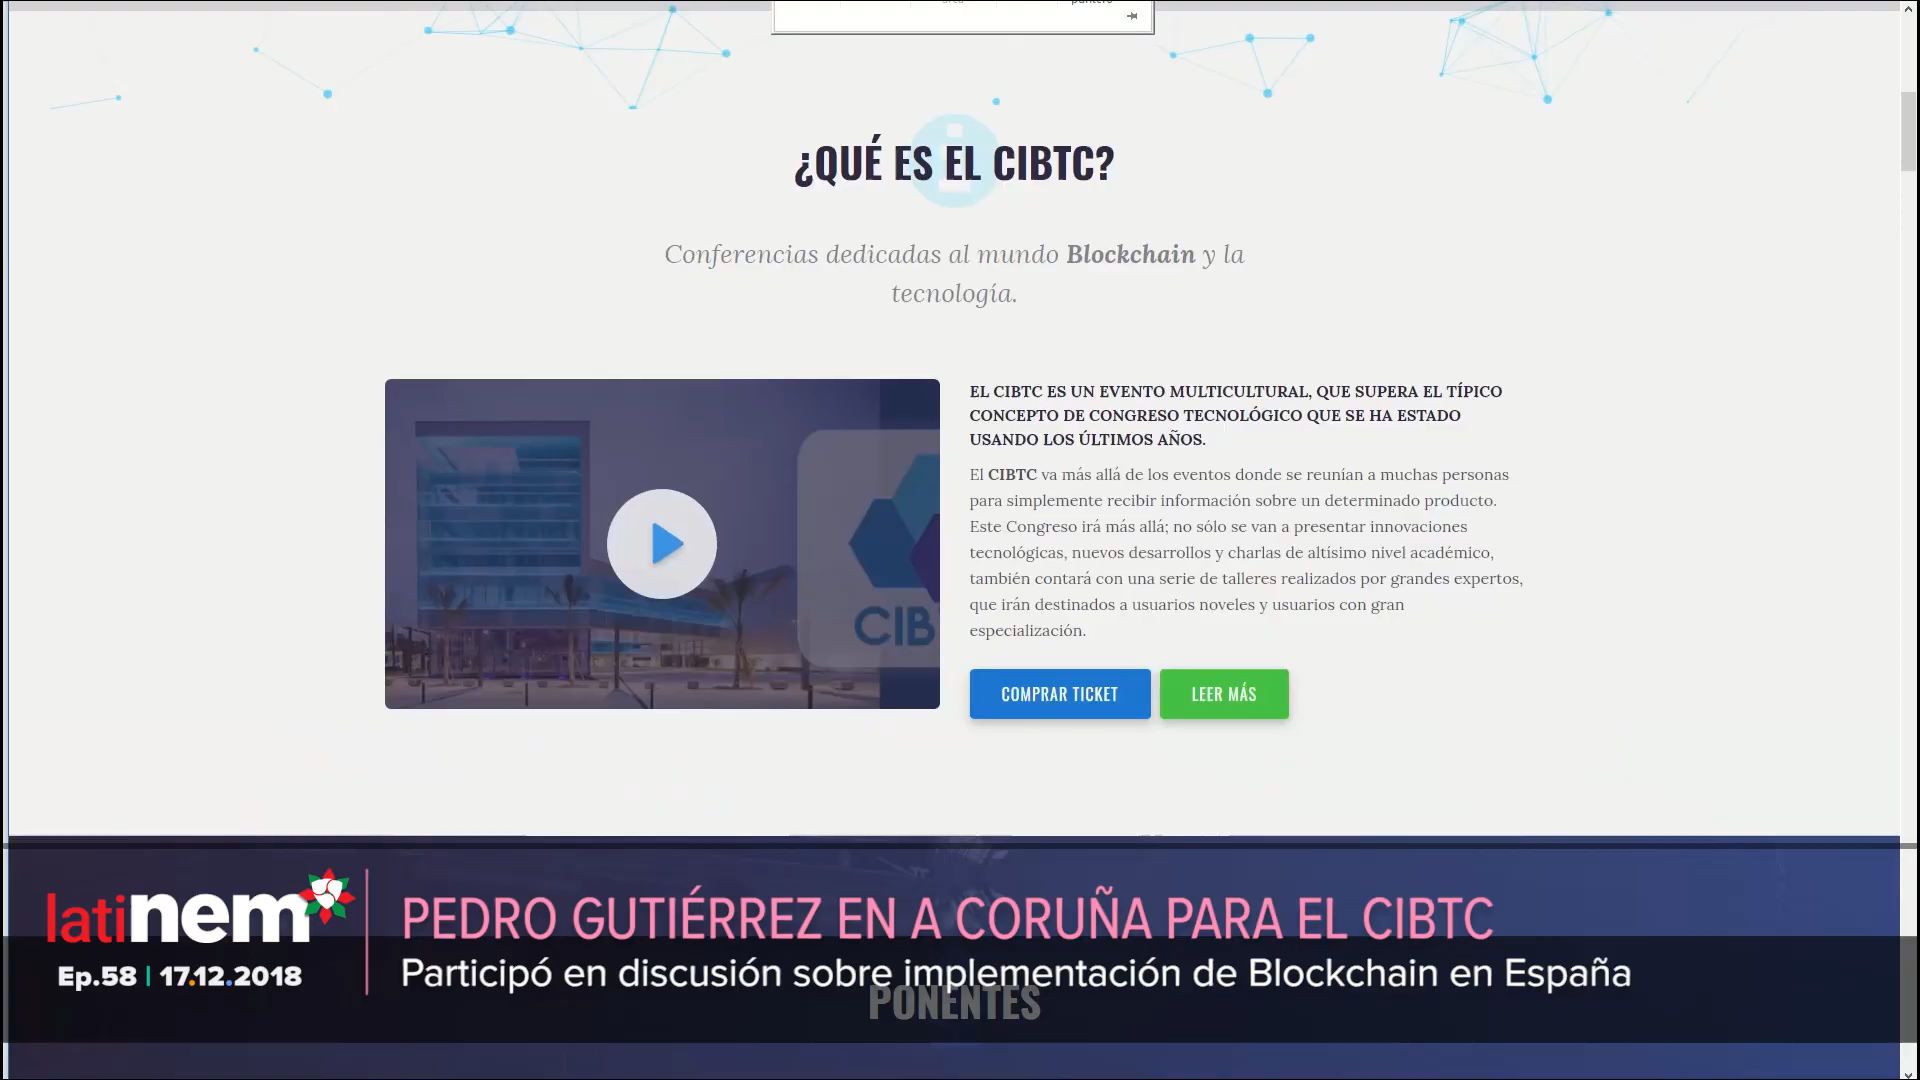 ¿QUÉ ES EL CIBTC?
Conferencias dedicadas al mundo Blockchain y la
tecnología.
CIB
EL CIBTC ES UN EVENTO MULTICULTURAL, QUE SUPERA EL TÍPICO
CONCEPTO DE CONGRESO TECNOLÓGICO QUE SE HA ESTADO
USANDO LOS ÚLTIMOS AÑOS.
El CIBTC va más allá de los eventos donde se reunían a muchas personas
para simplemente recibir información sobre un determinado producto.
Este Congreso irá más allá; no sólo se van a presentar innovaciones
tecnológicas, nuevos desarrollos y charlas de altísimo nivel académico,
también contará con una serie de talleres realizados por grandes expertos,
que irán destinados a usuarios noveles y usuarios con gran
especialización.
COMPRAR TICKET
LEER MÁS
latinem
Ep.58 | 17.12.2018
PEDRO GUTIÉRREZ EN A CORUÑA PARA EL CIBTC
Participó en discusión sobre implementación de Blockchain en España
PONENTES